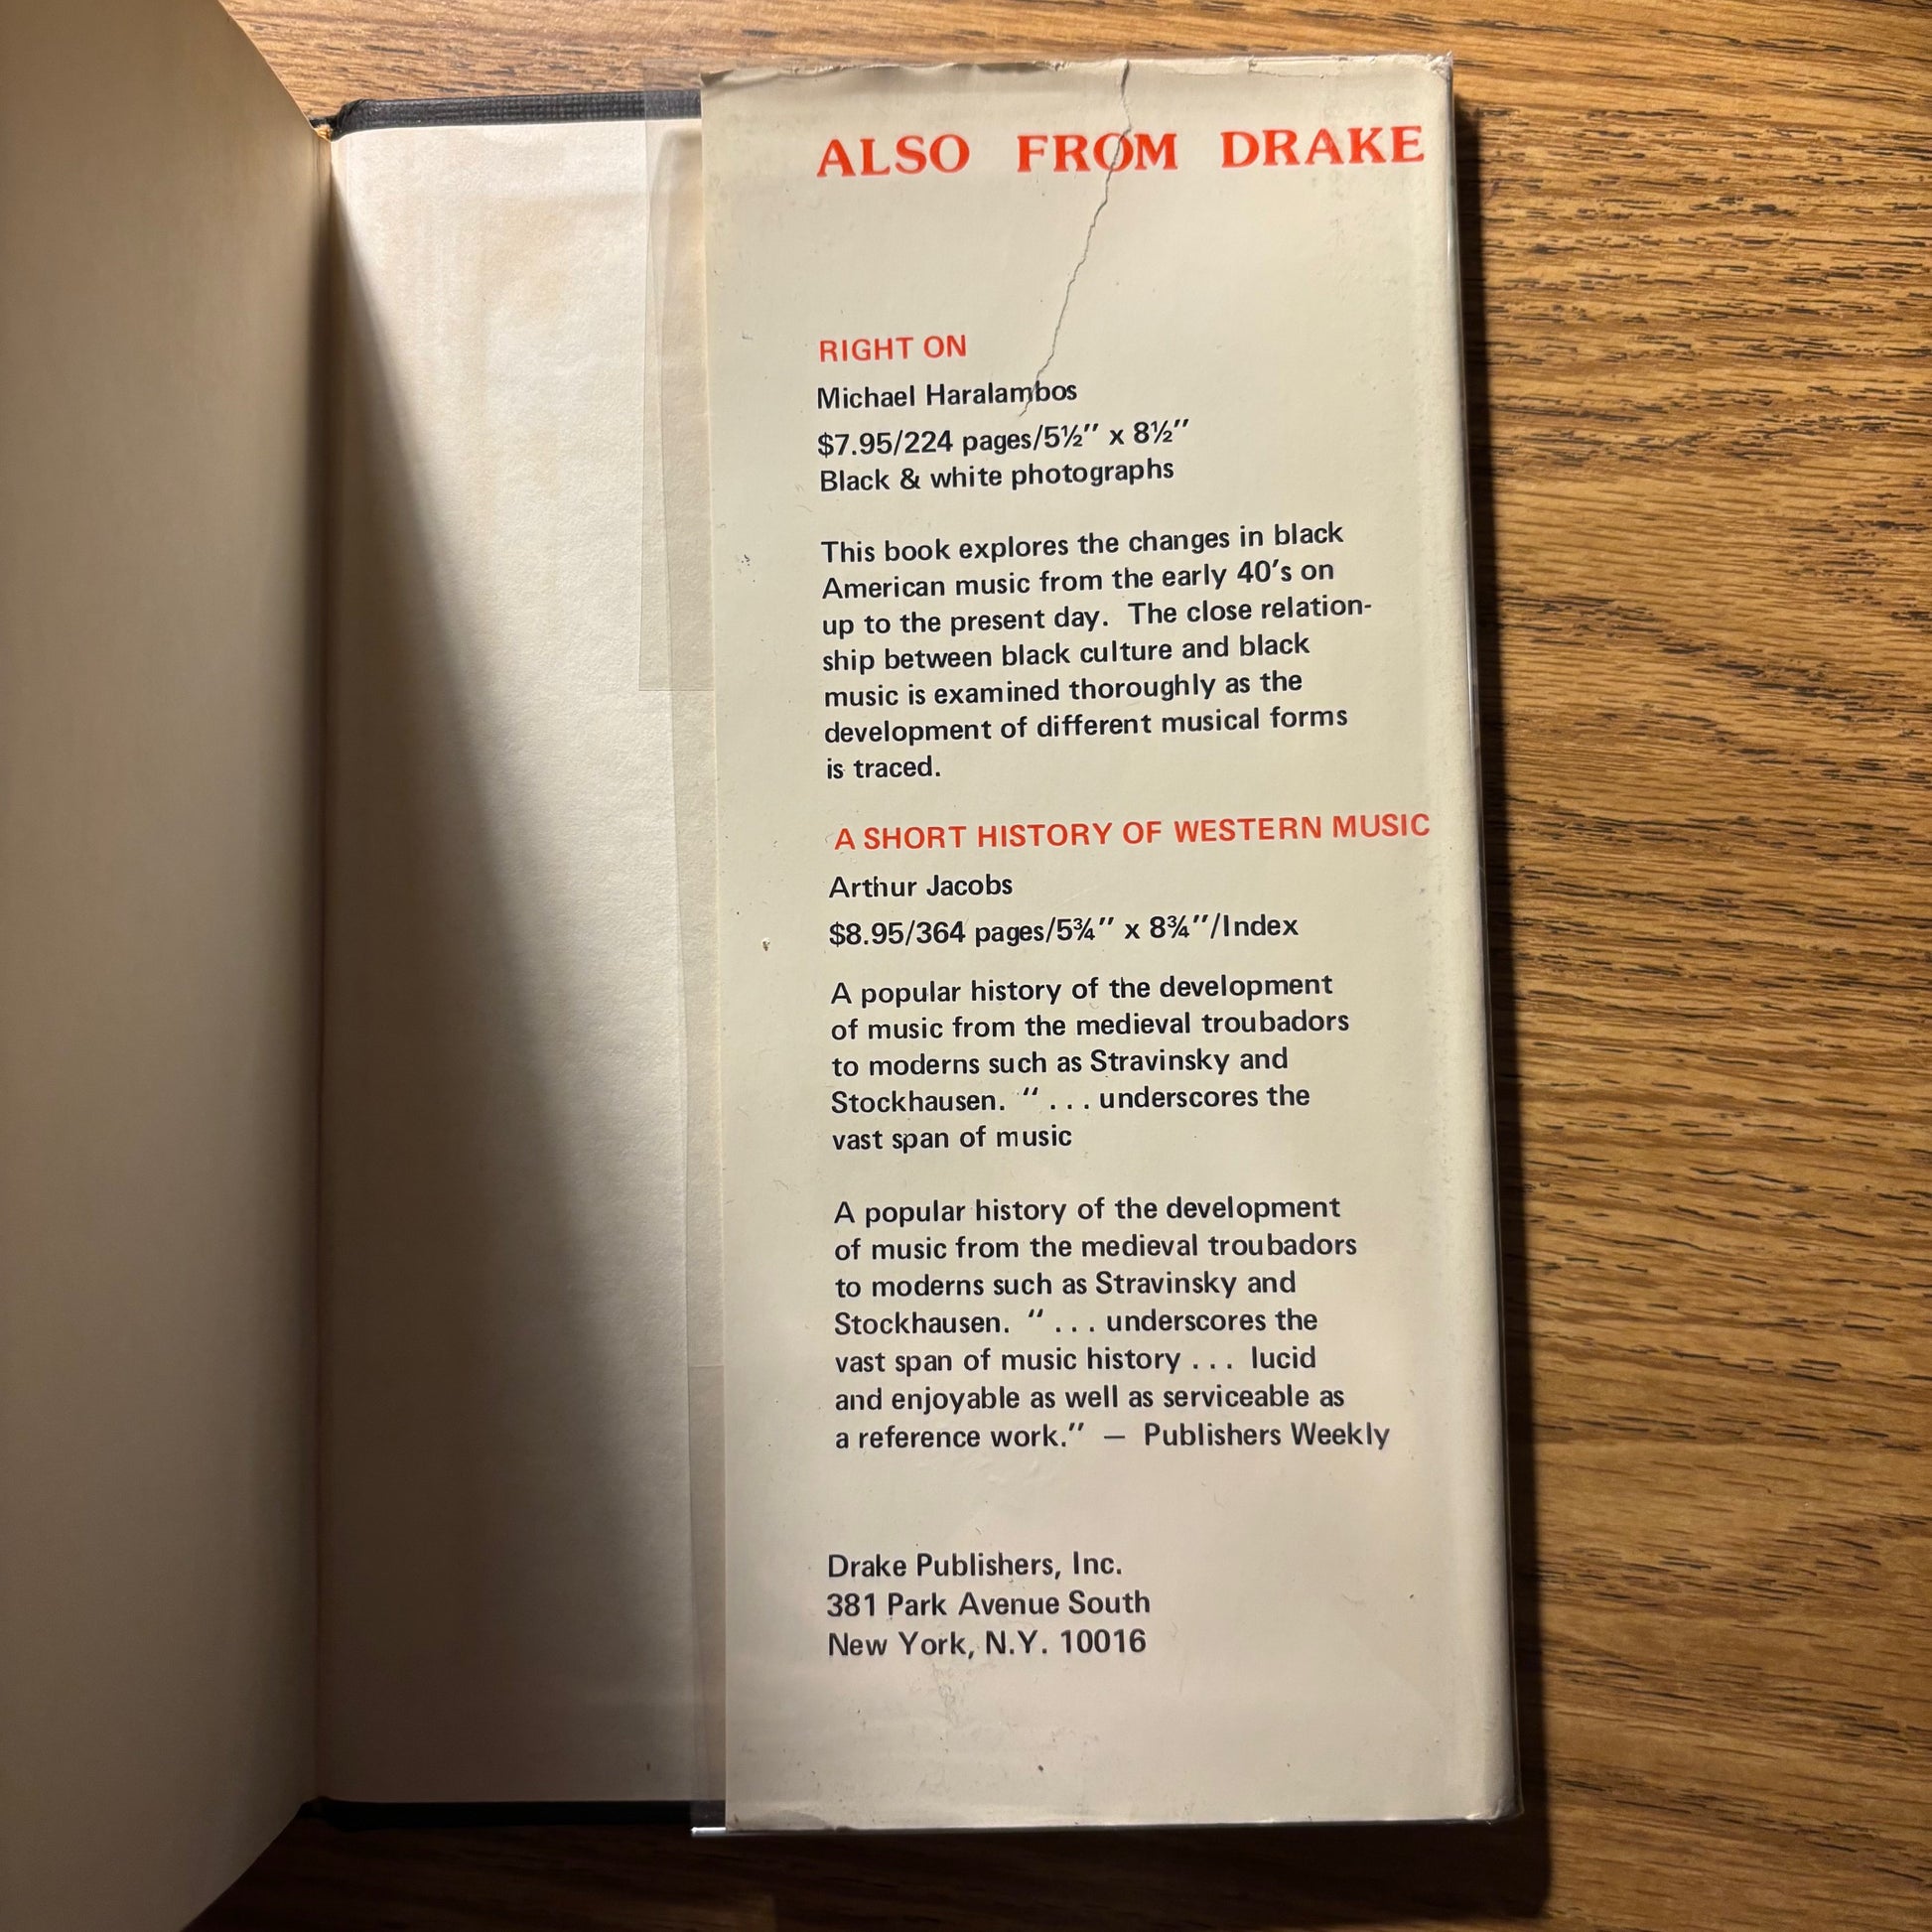 ALSO FROM DRAKE
RIGHT ON
Michael Haralambos
$7.95/224 pages/5½” x 8½”
Black & white photographs
This book explores the changes in black
American music from the early 40’s on
up to the present day. The close relation-
ship between black culture and black
music is examined thoroughly as the
development of different musical forms
is traced.
A SHORT HISTORY OF WESTERN MUSIC
Arthur Jacobs
$8.95/364 pages/5¾” x 8¾”/Index
A popular history of the development
of music from the medieval troubadors
to moderns such as Stravinsky and
Stockhausen. “ . . . underscores the
vast span of music
A popular history of the development
of music from the medieval troubadors
to moderns such as Stravinsky and
Stockhausen. “ . . . underscores the
vast span of music history . . . lucid
and enjoyable as well as serviceable as
a reference work.” — Publishers Weekly
Drake Publishers, Inc.
381 Park Avenue South
New York, N.Y. 10016